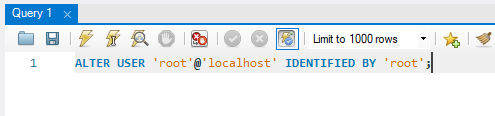 Query 1
Limit to 1000 rows
1 ALTER USER 'root'@'localhost' IDENTIFIED BY 'root';